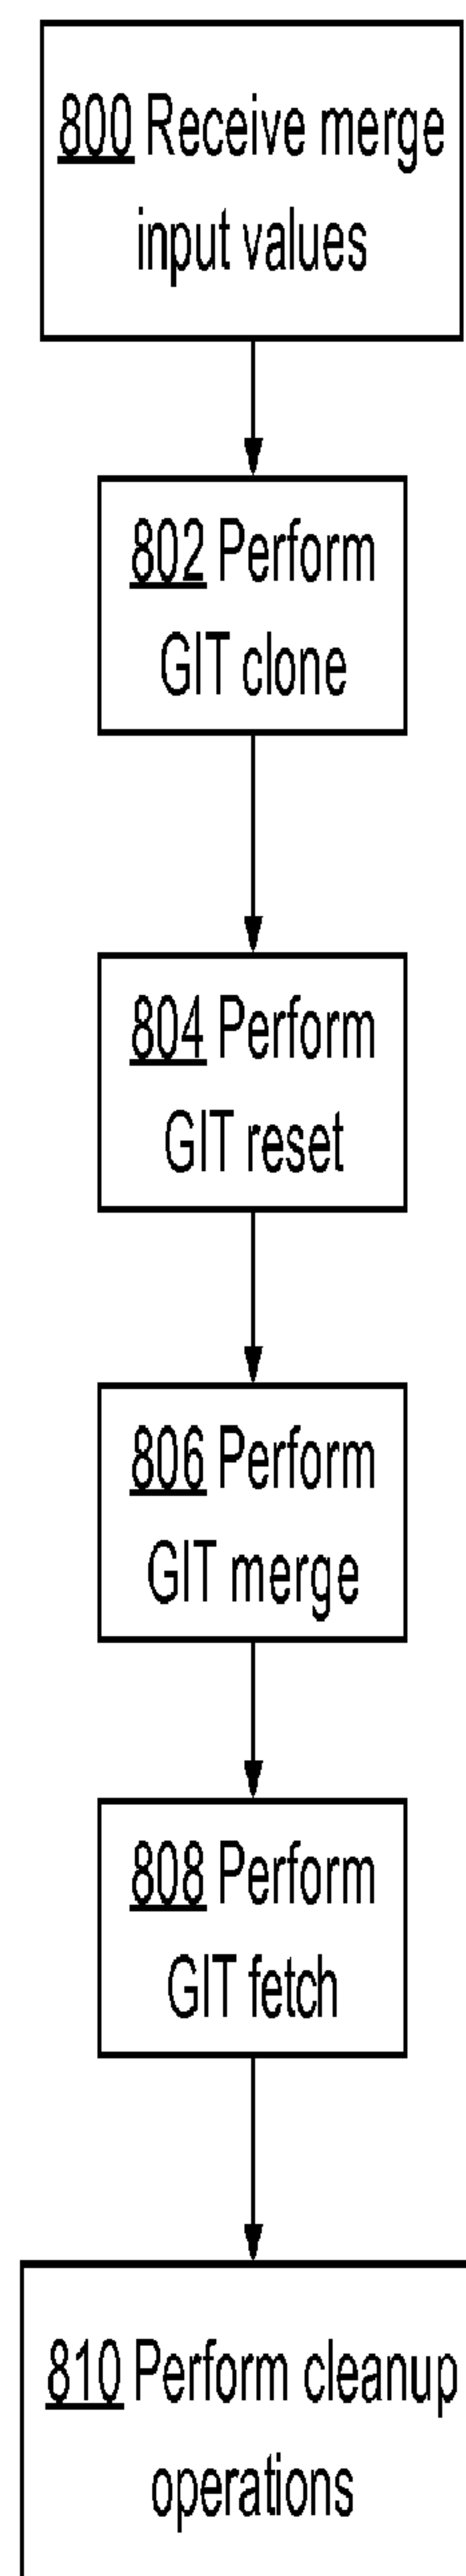 800 Receive merge
input values
802 Perform
GIT clone
804 Perform
GIT reset
806 Perform
GIT merge
808 Perform
GIT fetch
810 Perform cleanup
operations